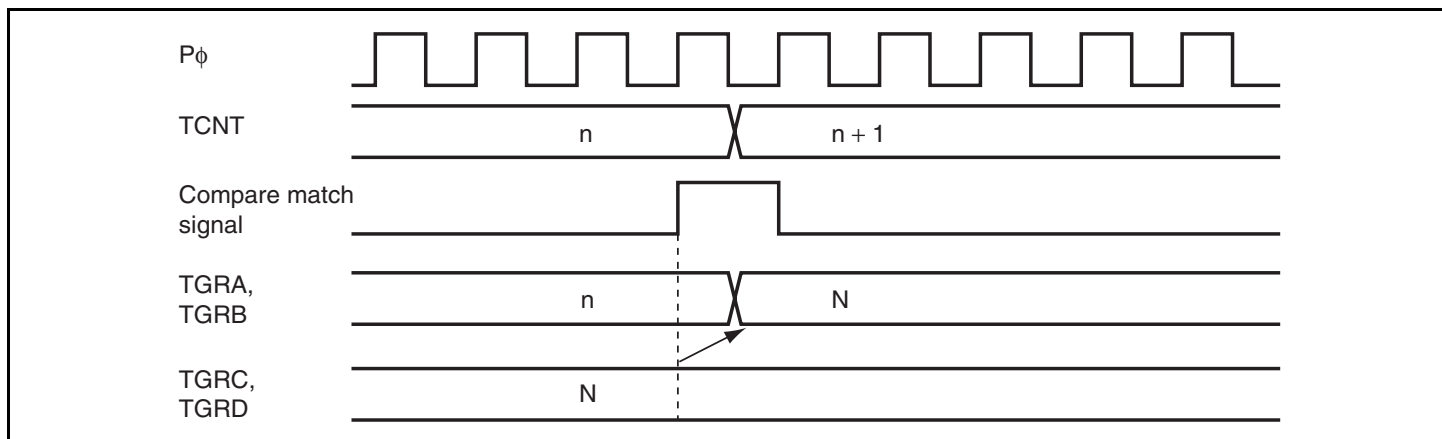 Pϕ
TCNT
n
n + 1
Compare match
signal
TGRA,
TGRB
n
N
TGRC,
TGRD
N